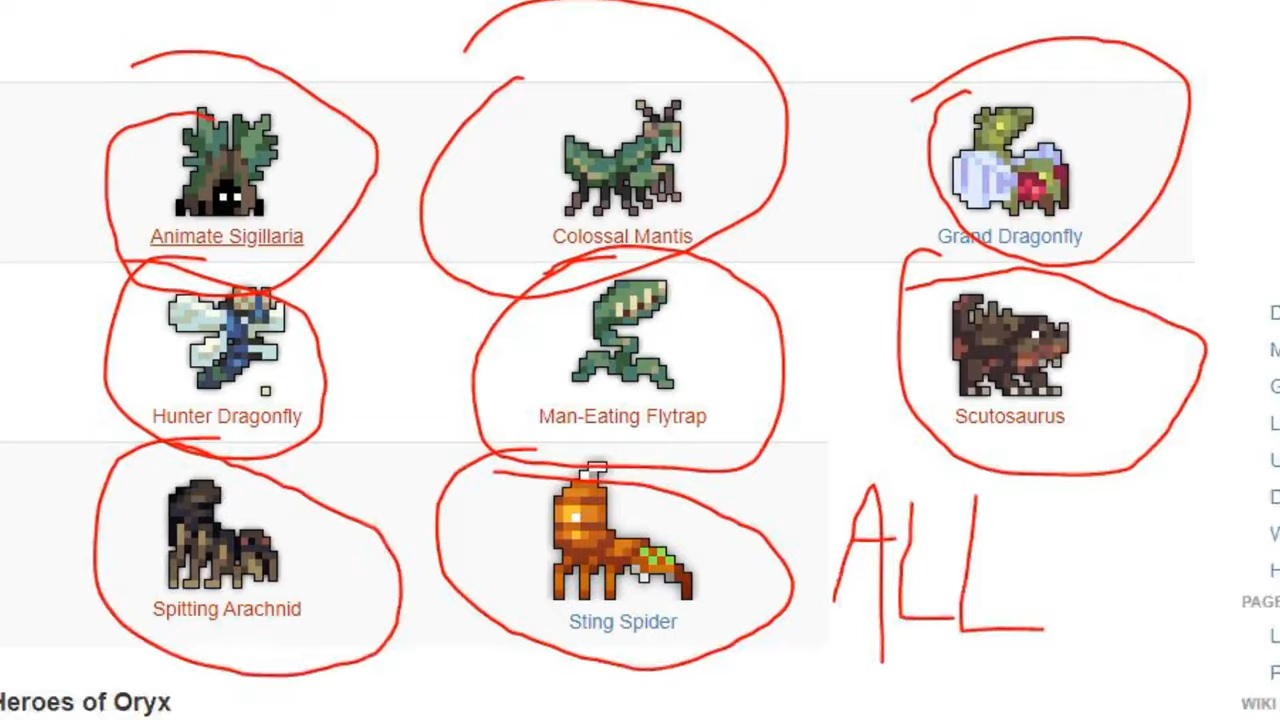 Animate Sigillaria
Colossal Mantis
Grand Dragonfly
Hunter Dragonfly
Man-Eating Flytrap
Scutosaurus
Spitting Arachnid
Sting Spider
ALL
Heroes of Oryx
D
M
G
L
U
D
W
H
PAGE
L
P
WIKI